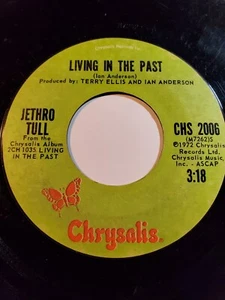 LIVING IN THE PAST
(Ian Anderson)
Produced by: TERRY ELLIS AND IAN ANDERSON
JETHRO
TULL
From the
Chrysalis Album
2CH 1035 LIVING
IN THE PAST
CHS 2006
(M7262)S
℗1972 Chrysalis
Records Ltd.
Chrysalis Music,
Inc. - ASCAP
3:18
Chrysalis